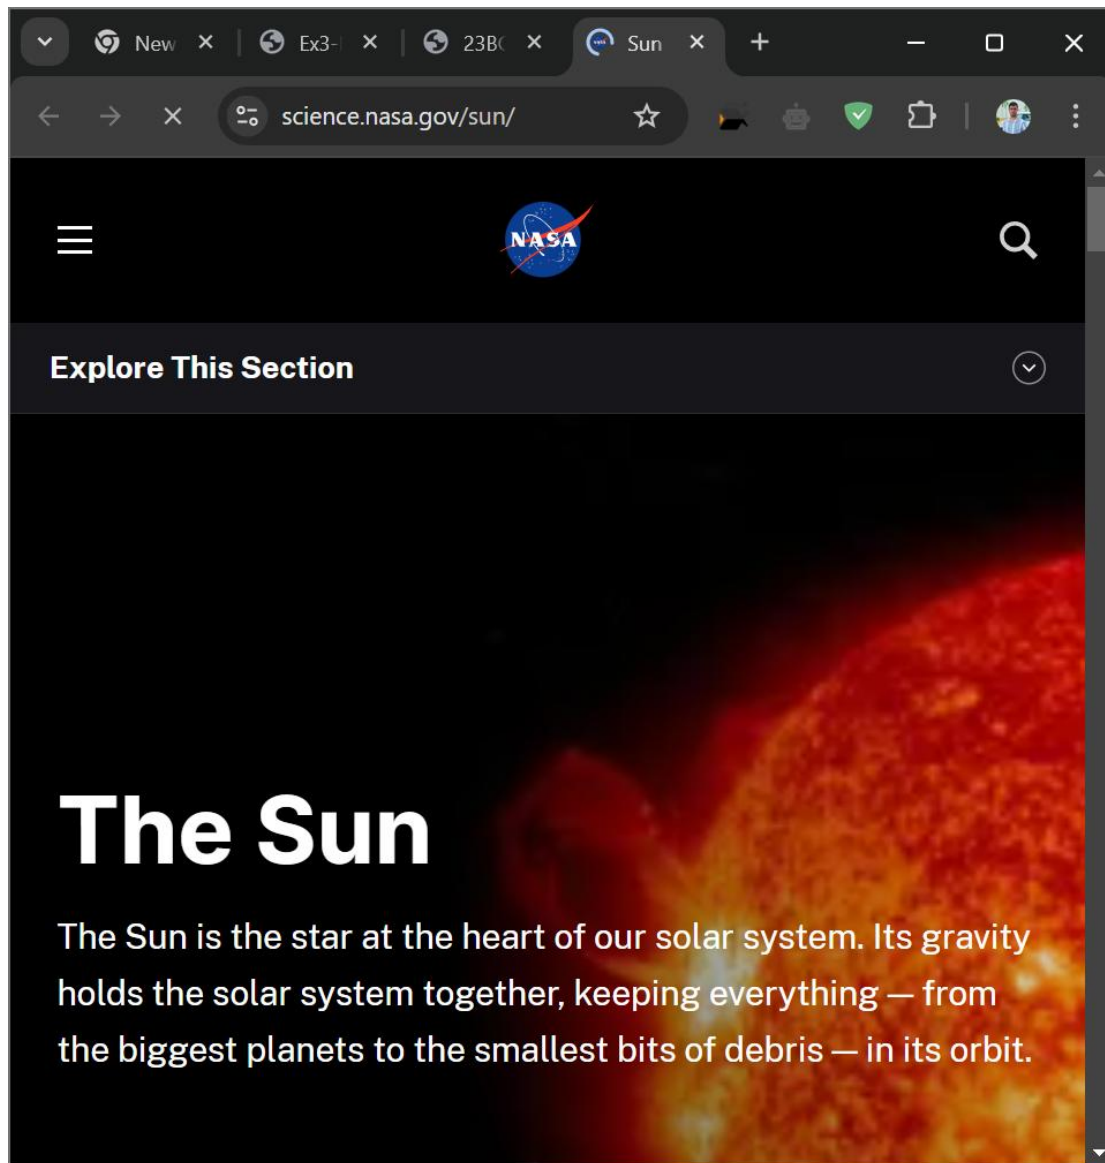 New
Ex3-
23B
Sun
science.nasa.gov/sun/
NASA
Explore This Section
The Sun
The Sun is the star at the heart of our solar system. Its gravity
holds the solar system together, keeping everything — from
the biggest planets to the smallest bits of debris — in its orbit.